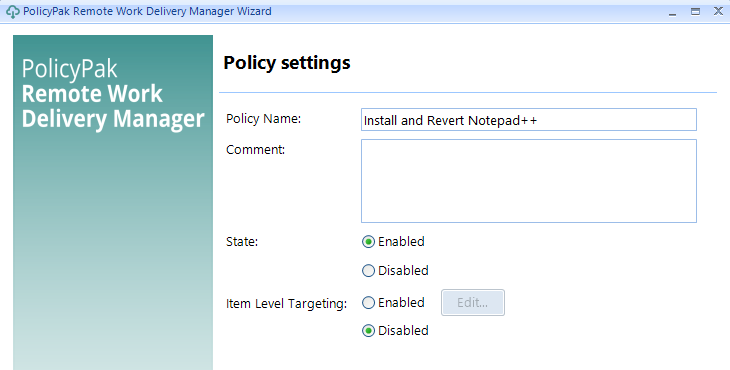 PolicyPak Remote Work Delivery Manager Wizard
PolicyPak
Remote Work
Delivery Manager
Policy settings
Policy Name: Install and Revert Notepad++
Comment:
State: Enabled
Disabled
Item Level Targeting: Enabled Edit...
Disabled